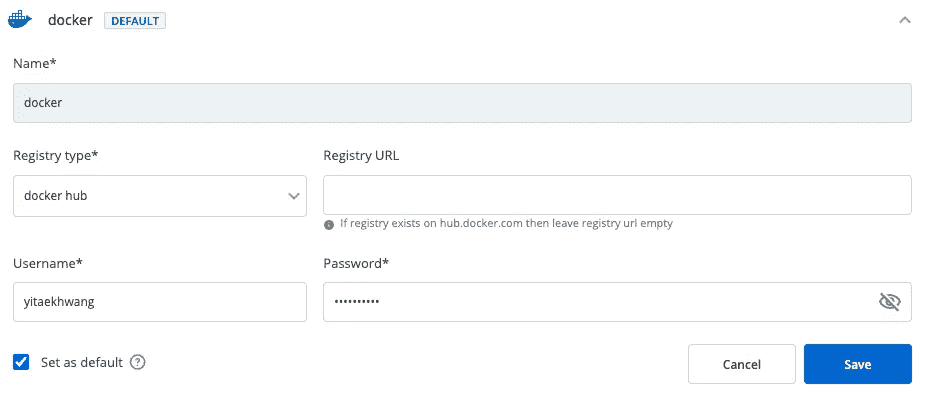 docker DEFAULT
Name*
docker
Registry type* Registry URL
docker hub
If registry exists on hub.docker.com then leave registry url empty
Username* Password*
yitaekhwang ••••••••••
Set as default ?
Cancel Save